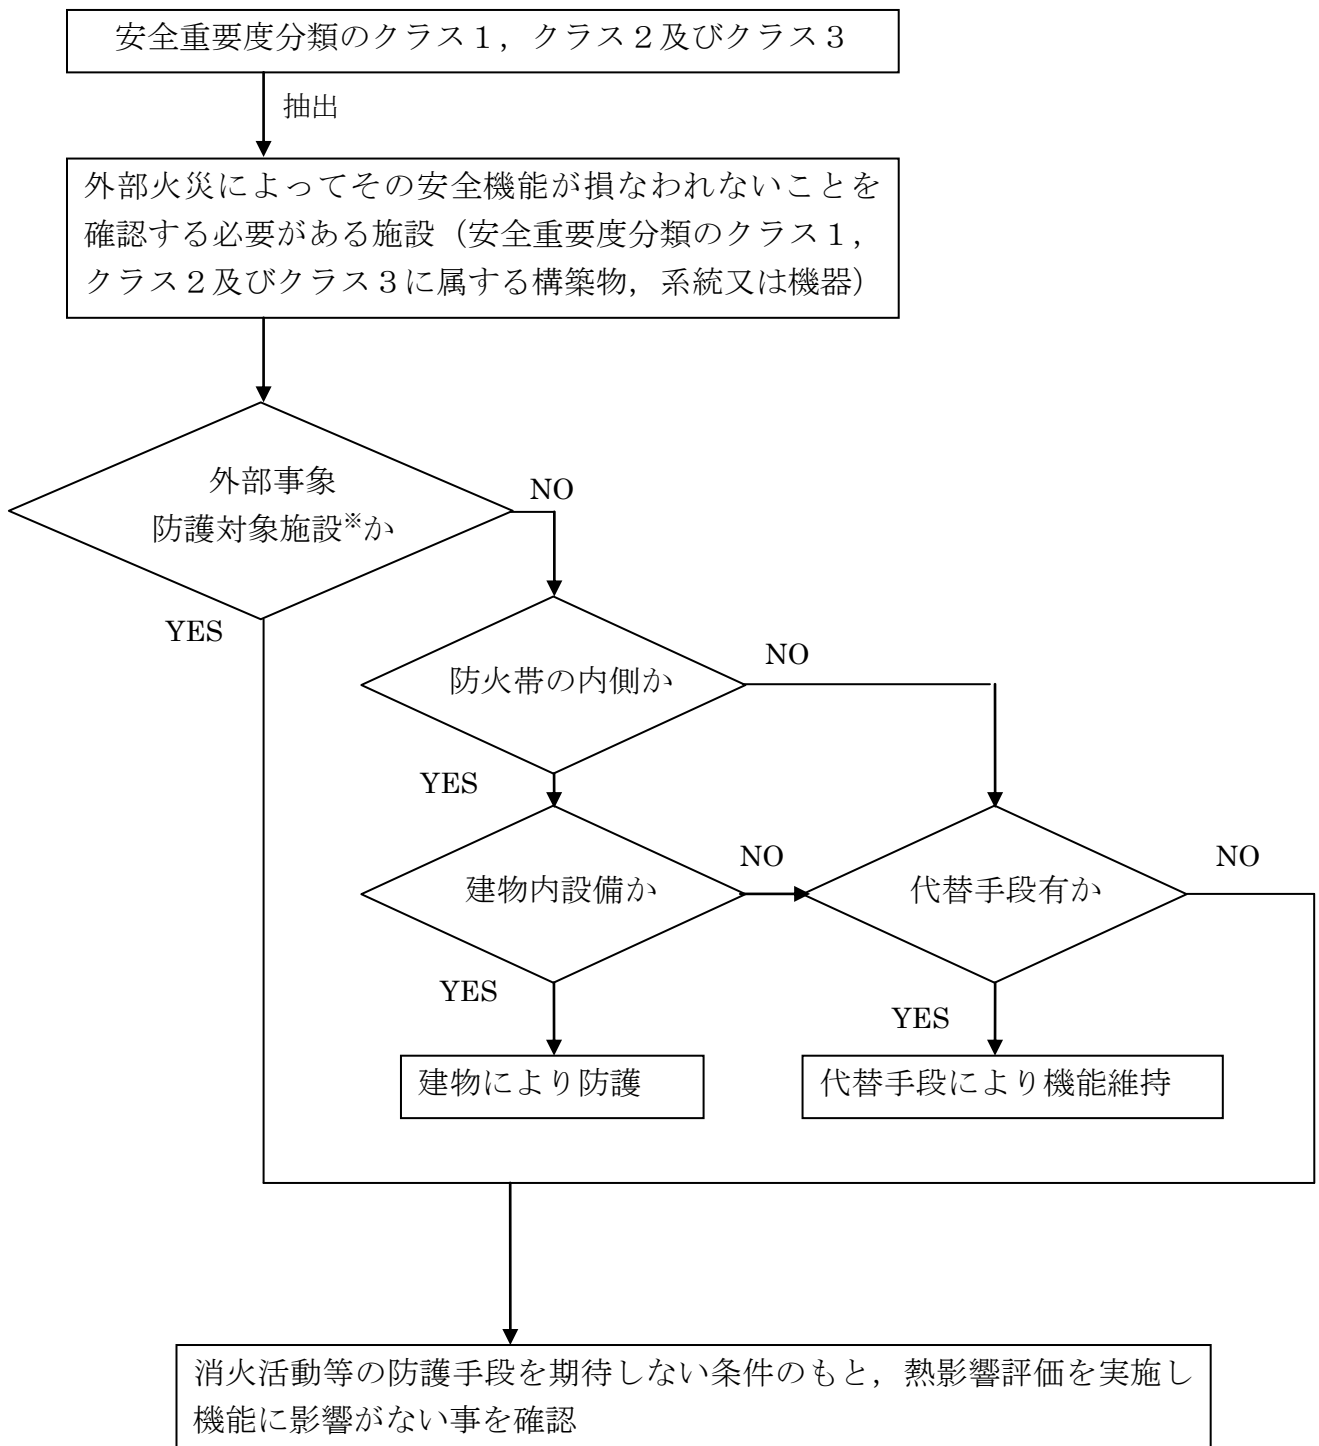 安全重要度分類のクラス１，クラス２及びクラス３
抽出
外部火災によってその安全機能が損なわれないことを
確認する必要がある施設（安全重要度分類のクラス１，
クラス２及びクラス３に属する構築物，系統又は機器）
外部事象
防護対象施設※か
NO
YES
防火帯の内側か
NO
YES
建物内設備か
NO
代替手段有か
NO
YES
YES
建物により防護
代替手段により機能維持
消火活動等の防護手段を期待しない条件のもと，熱影響評価を実施し
機能に影響がない事を確認